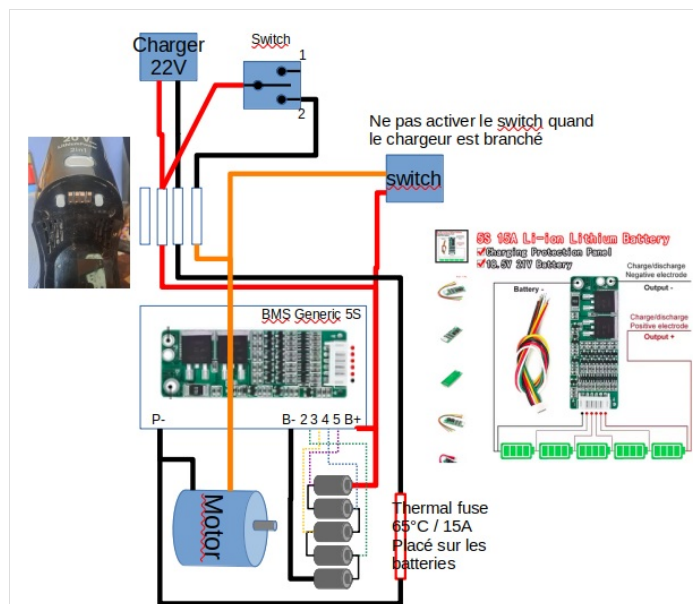 Charger
22V
Switch
1
2
Ne pas activer le switch quand
le chargeur est branché
switch
5S 15A Li-ion Lithium Battery
Charging Protection Panel
18.5V 21V Battery
Charge/discharge
Negative electrode
Output -
Battery -
Charge/discharge
Positive electrode
Output +
BMS Generic 5S
P-
B- 2 3 4 5 B+
Motor
Thermal fuse
65°C / 15A
Placé sur les
batteries